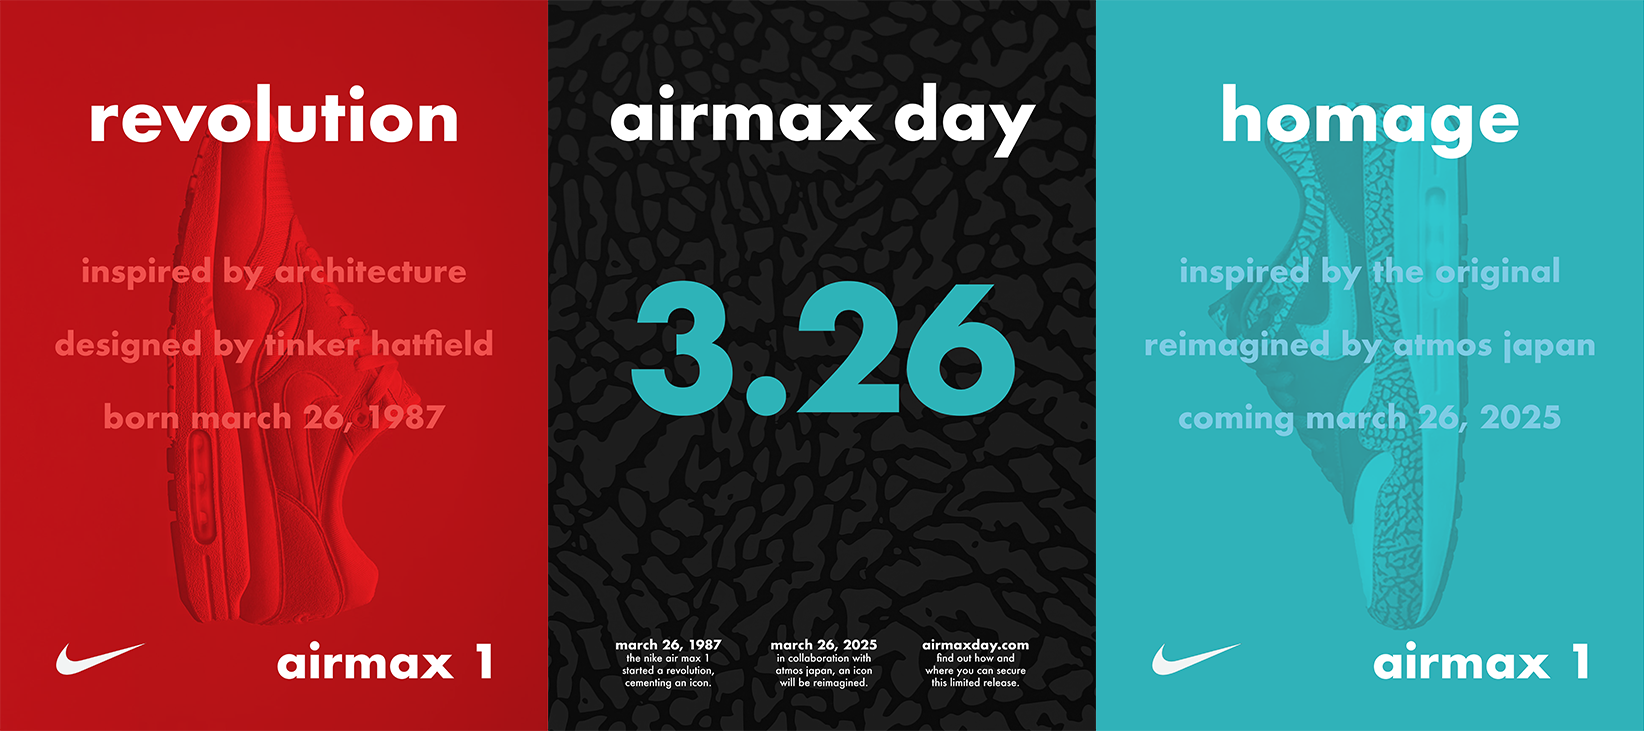 revolution
inspired by architecture
designed by tinker hatfield
born march 26, 1987
airmax 1
airmax day
3.26
march 26, 1987
the nike air max 1
started a revolution,
cementing an icon.
march 26, 2025
in collaboration with
atmos japan, an icon
will be reimagined.
airmaxday.com
find out how and
where you can secure
this limited release.
homage
inspired by the original
reimagined by atmos japan
coming march 26, 2025
airmax 1